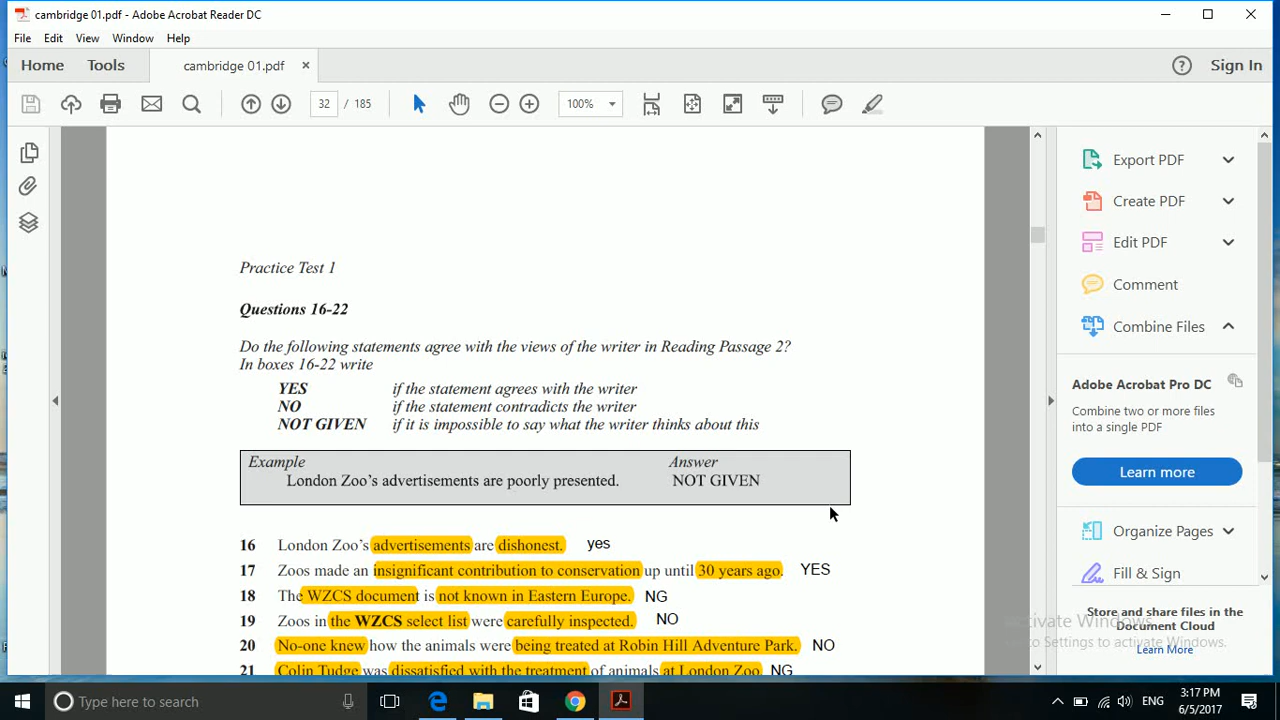 cambridge 01.pdf - Adobe Acrobat Reader DC
File Edit View Window Help
Home Tools cambridge 01.pdf × Sign In
32 / 185 100%
Export PDF
Create PDF
Edit PDF
Comment
Combine Files
Adobe Acrobat Pro DC
Combine two or more files
into a single PDF
Learn more
Organize Pages
Fill & Sign
Store and share files in the
Document Cloud
Learn More
Practice Test 1
Questions 16-22
Do the following statements agree with the views of the writer in Reading Passage 2?
In boxes 16-22 write
YES if the statement agrees with the writer
NO if the statement contradicts the writer
NOT GIVEN if it is impossible to say what the writer thinks about this
Example Answer
London Zoo's advertisements are poorly presented. NOT GIVEN
16 London Zoo's advertisements are dishonest. yes
17 Zoos made an insignificant contribution to conservation up until 30 years ago. YES
18 The WZCS document is not known in Eastern Europe. NG
19 Zoos in the WZCS select list were carefully inspected. NO
20 No-one knew how the animals were being treated at Robin Hill Adventure Park. NO
21 Colin Tudge was dissatisfied with the treatment of animals at London Zoo NG
Activate Windows
Go to Settings to activate Windows.
Type here to search
ENG
3:17 PM
6/5/2017